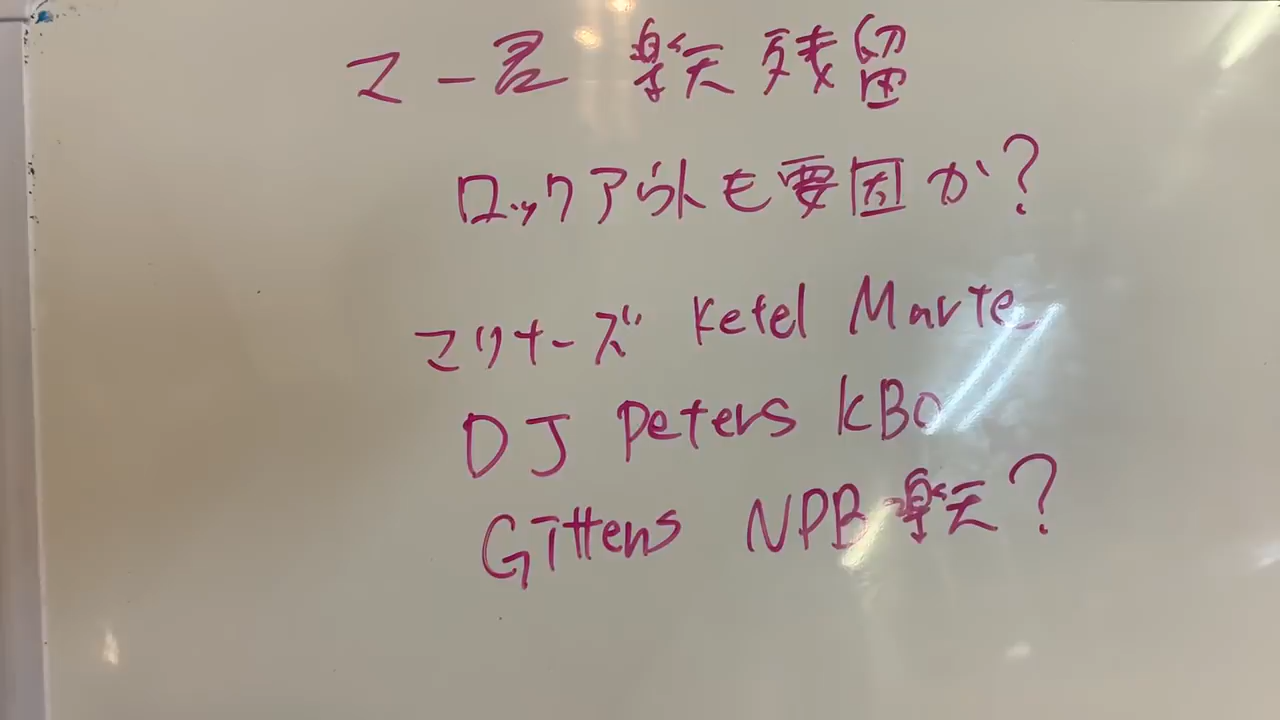 マー君 楽天 残留
ロックアウトも要因か?
マリナーズ Ketel Marte
DJ Peters KBO
Gittens NPB 楽天?